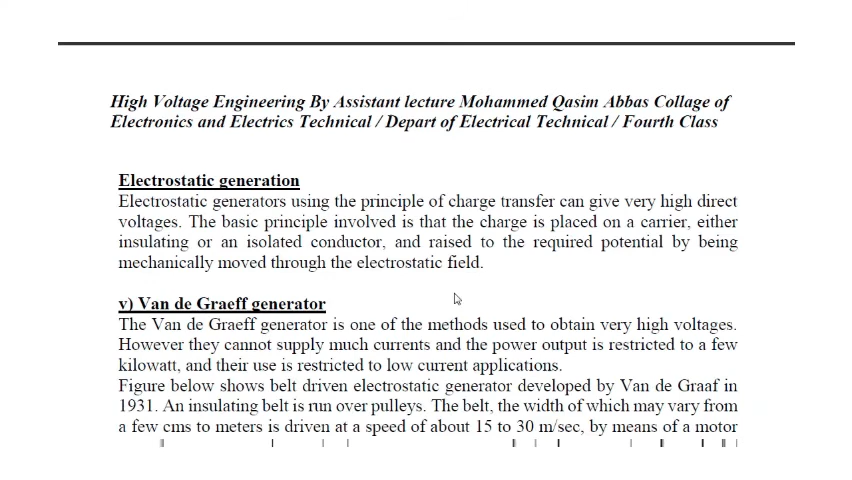 High Voltage Engineering By Assistant lecture Mohammed Qasim Abbas Collage of
Electronics and Electrics Technical / Depart of Electrical Technical / Fourth Class
Electrostatic generation
Electrostatic generators using the principle of charge transfer can give very high direct
voltages. The basic principle involved is that the charge is placed on a carrier, either
insulating or an isolated conductor, and raised to the required potential by being
mechanically moved through the electrostatic field.
v) Van de Graeff generator
The Van de Graeff generator is one of the methods used to obtain very high voltages.
However they cannot supply much currents and the power output is restricted to a few
kilowatt, and their use is restricted to low current applications.
Figure below shows belt driven electrostatic generator developed by Van de Graaf in
1931. An insulating belt is run over pulleys. The belt, the width of which may vary from
a few cms to meters is driven at a speed of about 15 to 30 m/sec, by means of a motor